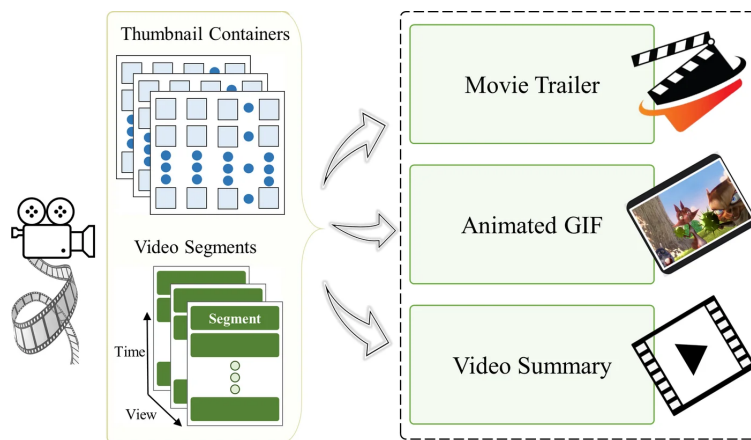 Thumbnail Containers
Video Segments
Segment
Time
View
Movie Trailer
Animated GIF
Video Summary